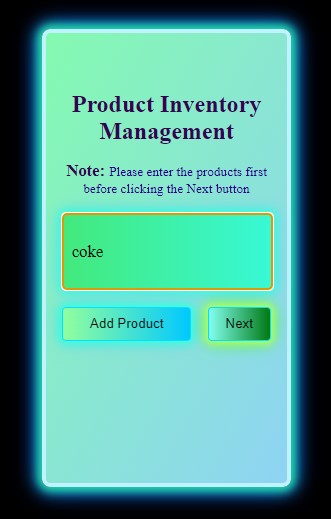 Product Inventory
Management
Note: Please enter the products first
before clicking the Next button
coke
Add Product
Next